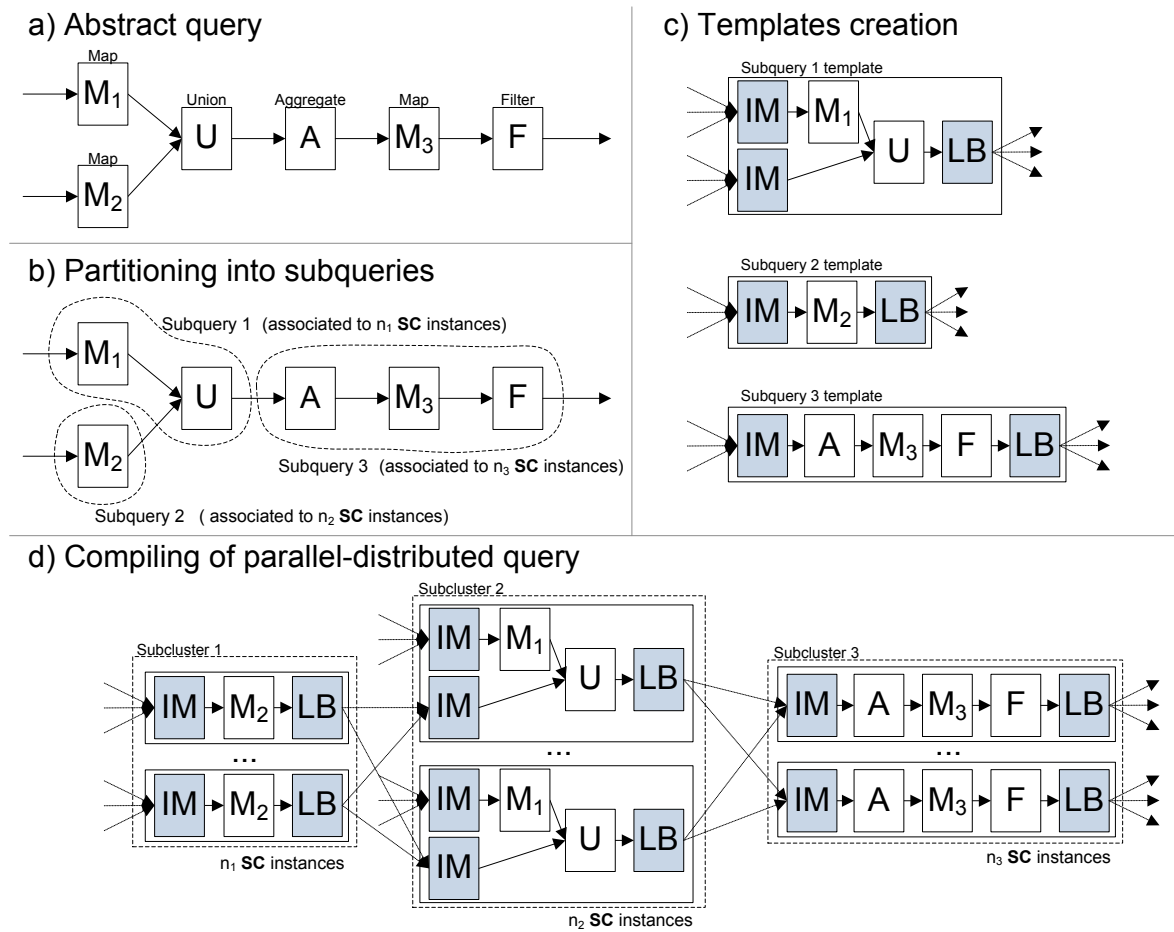 a) Abstract query
Map
M1
Union
Aggregate
Map
Filter
U
A
M3
F
Map
M2
b) Partitioning into subqueries
Subquery 1 (associated to n1 SC instances)
M1
U
A
M3
F
M2
Subquery 3 (associated to n3 SC instances)
Subquery 2 ( associated to n2 SC instances)
c) Templates creation
Subquery 1 template
IM
M1
U
LB
IM
Subquery 2 template
IM
M2
LB
Subquery 3 template
IM
A
M3
F
LB
d) Compiling of parallel-distributed query
Subcluster 1
IM
M2
LB
...
IM
M2
LB
n1 SC instances
Subcluster 2
IM
M1
U
LB
IM
...
IM
M1
U
LB
IM
n2 SC instances
Subcluster 3
IM
A
M3
F
LB
...
IM
A
M3
F
LB
n3 SC instances